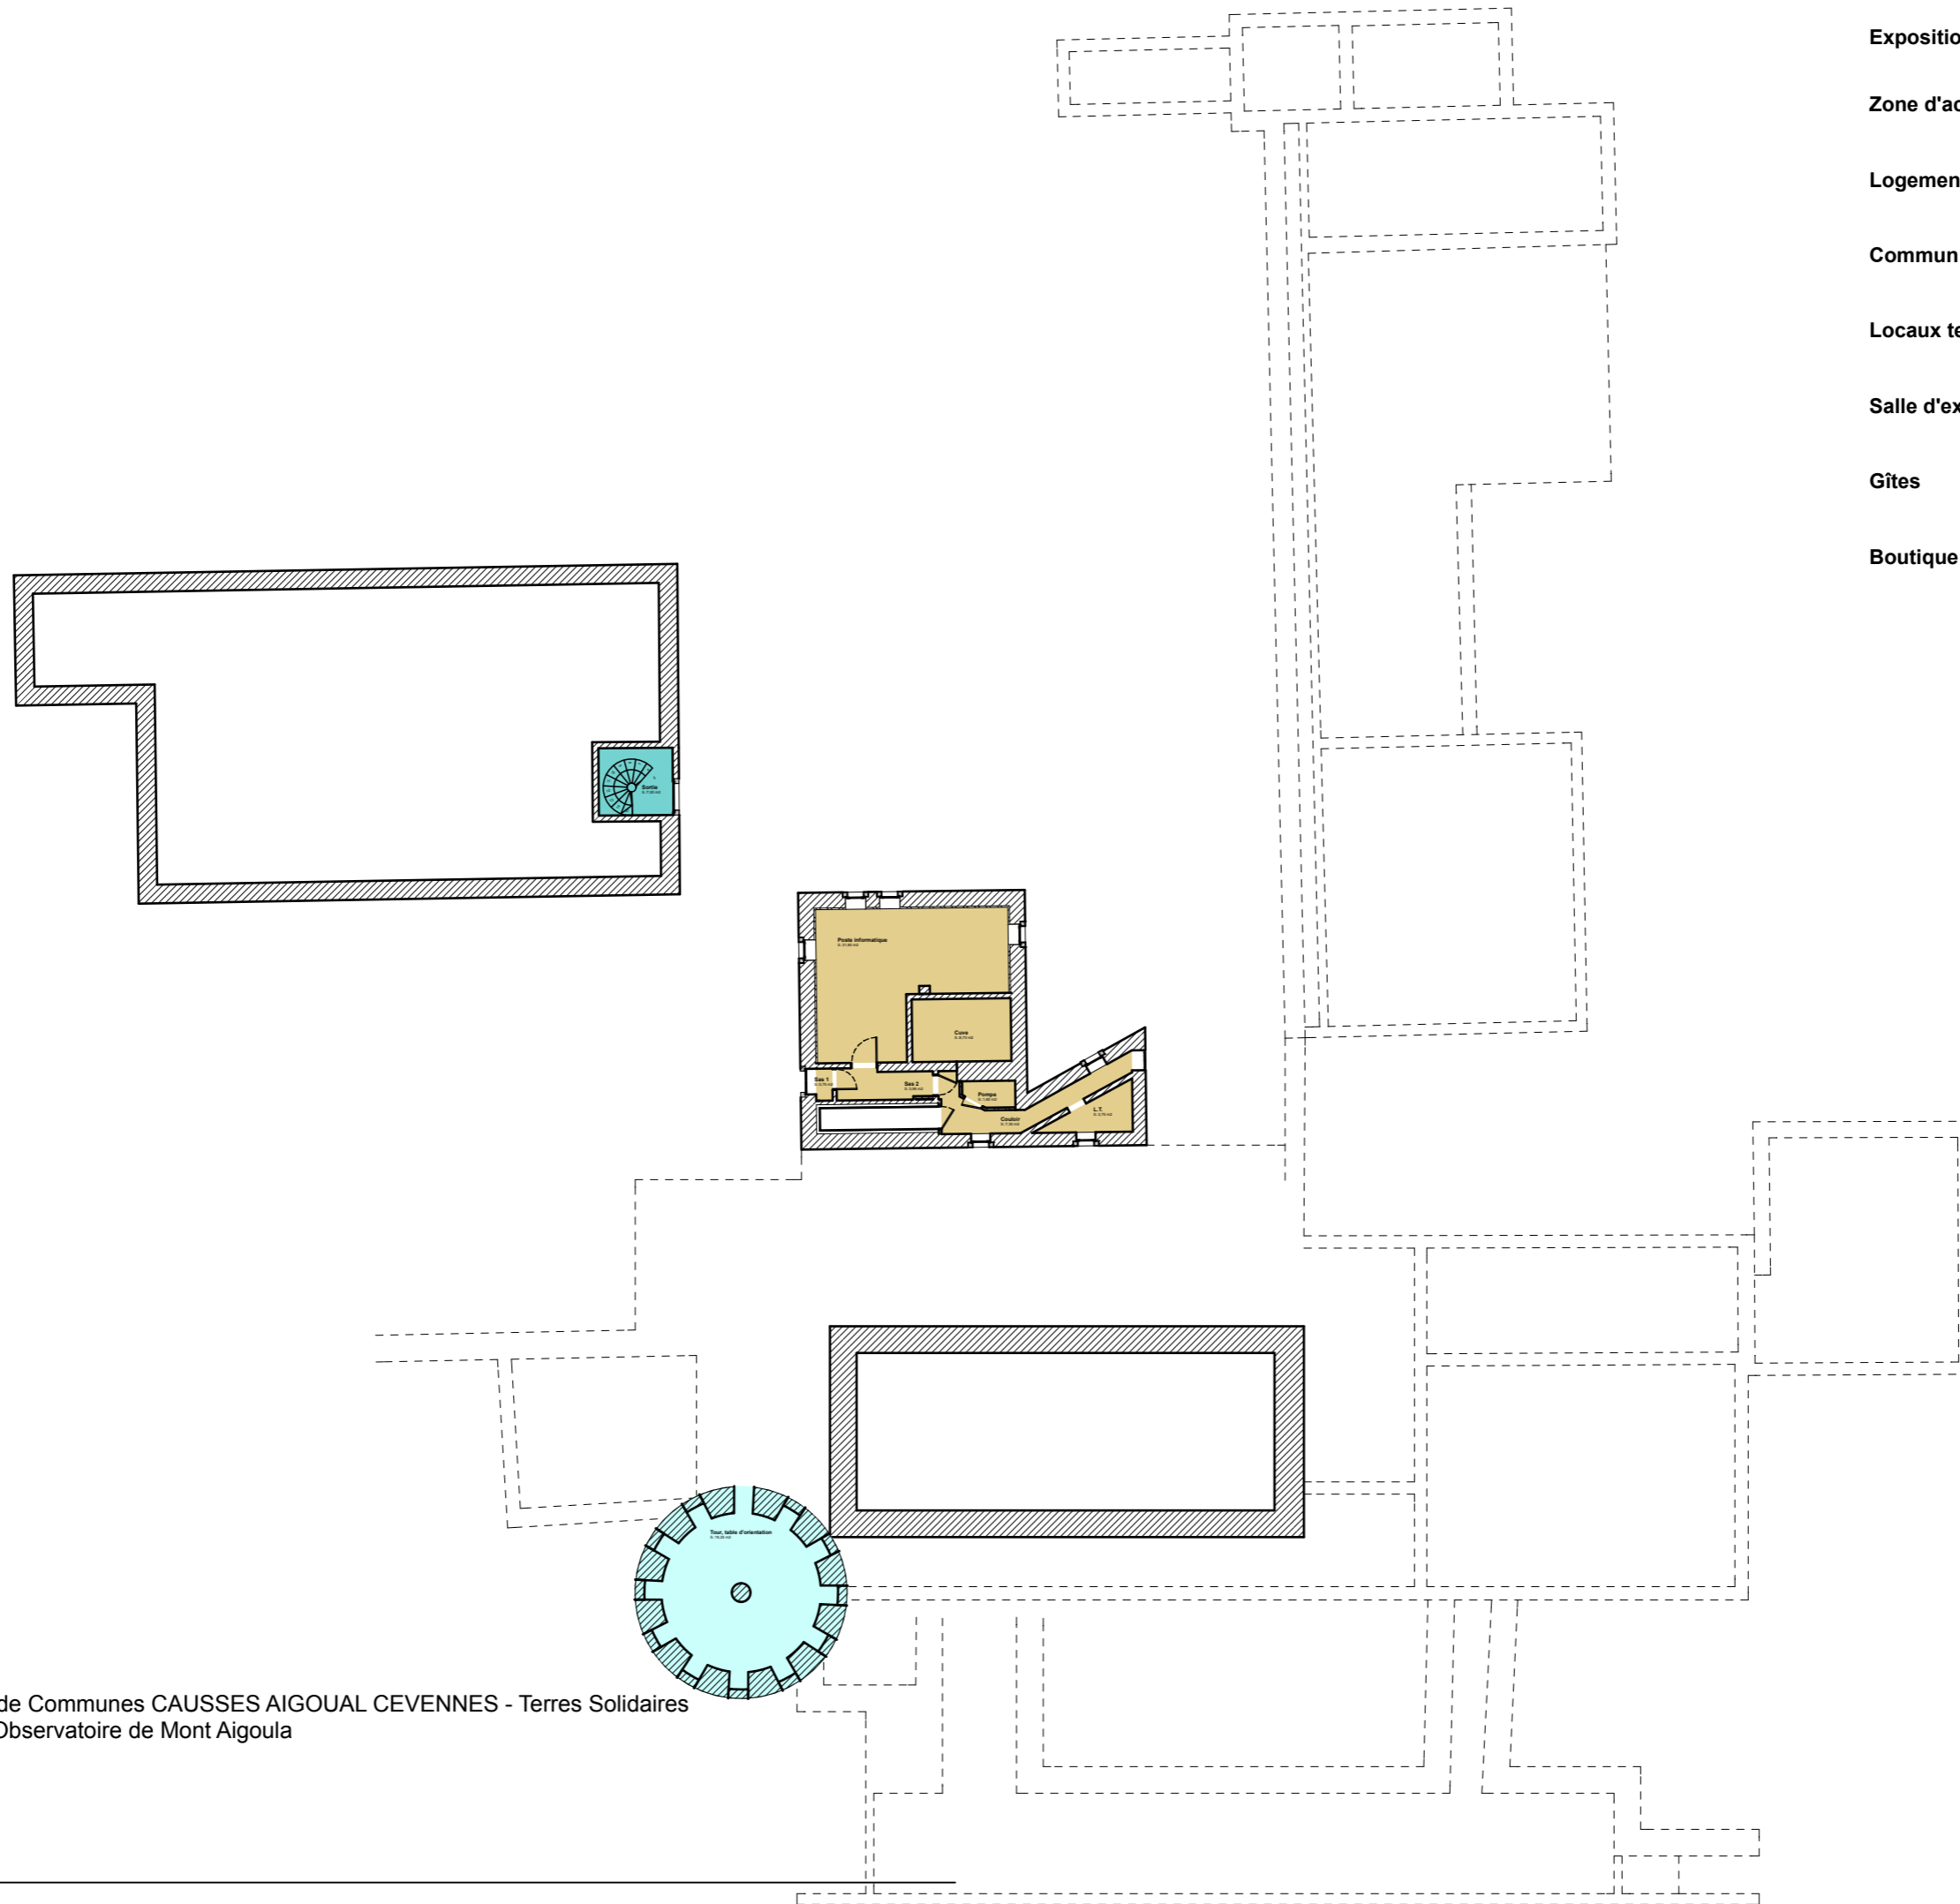 Expositio
Zone d'ac
Logemen
Commun
Locaux te
Salle d'ex
Gîtes
Boutique
Sortie
Poste informatique
Cuve
Sas 1
Sas 2
Pompe
L.T.
Couloir
Tour, table d'orientation
de Communes CAUSSES AIGOUAL CEVENNES - Terres Solidaires
Observatoire de Mont Aigoula